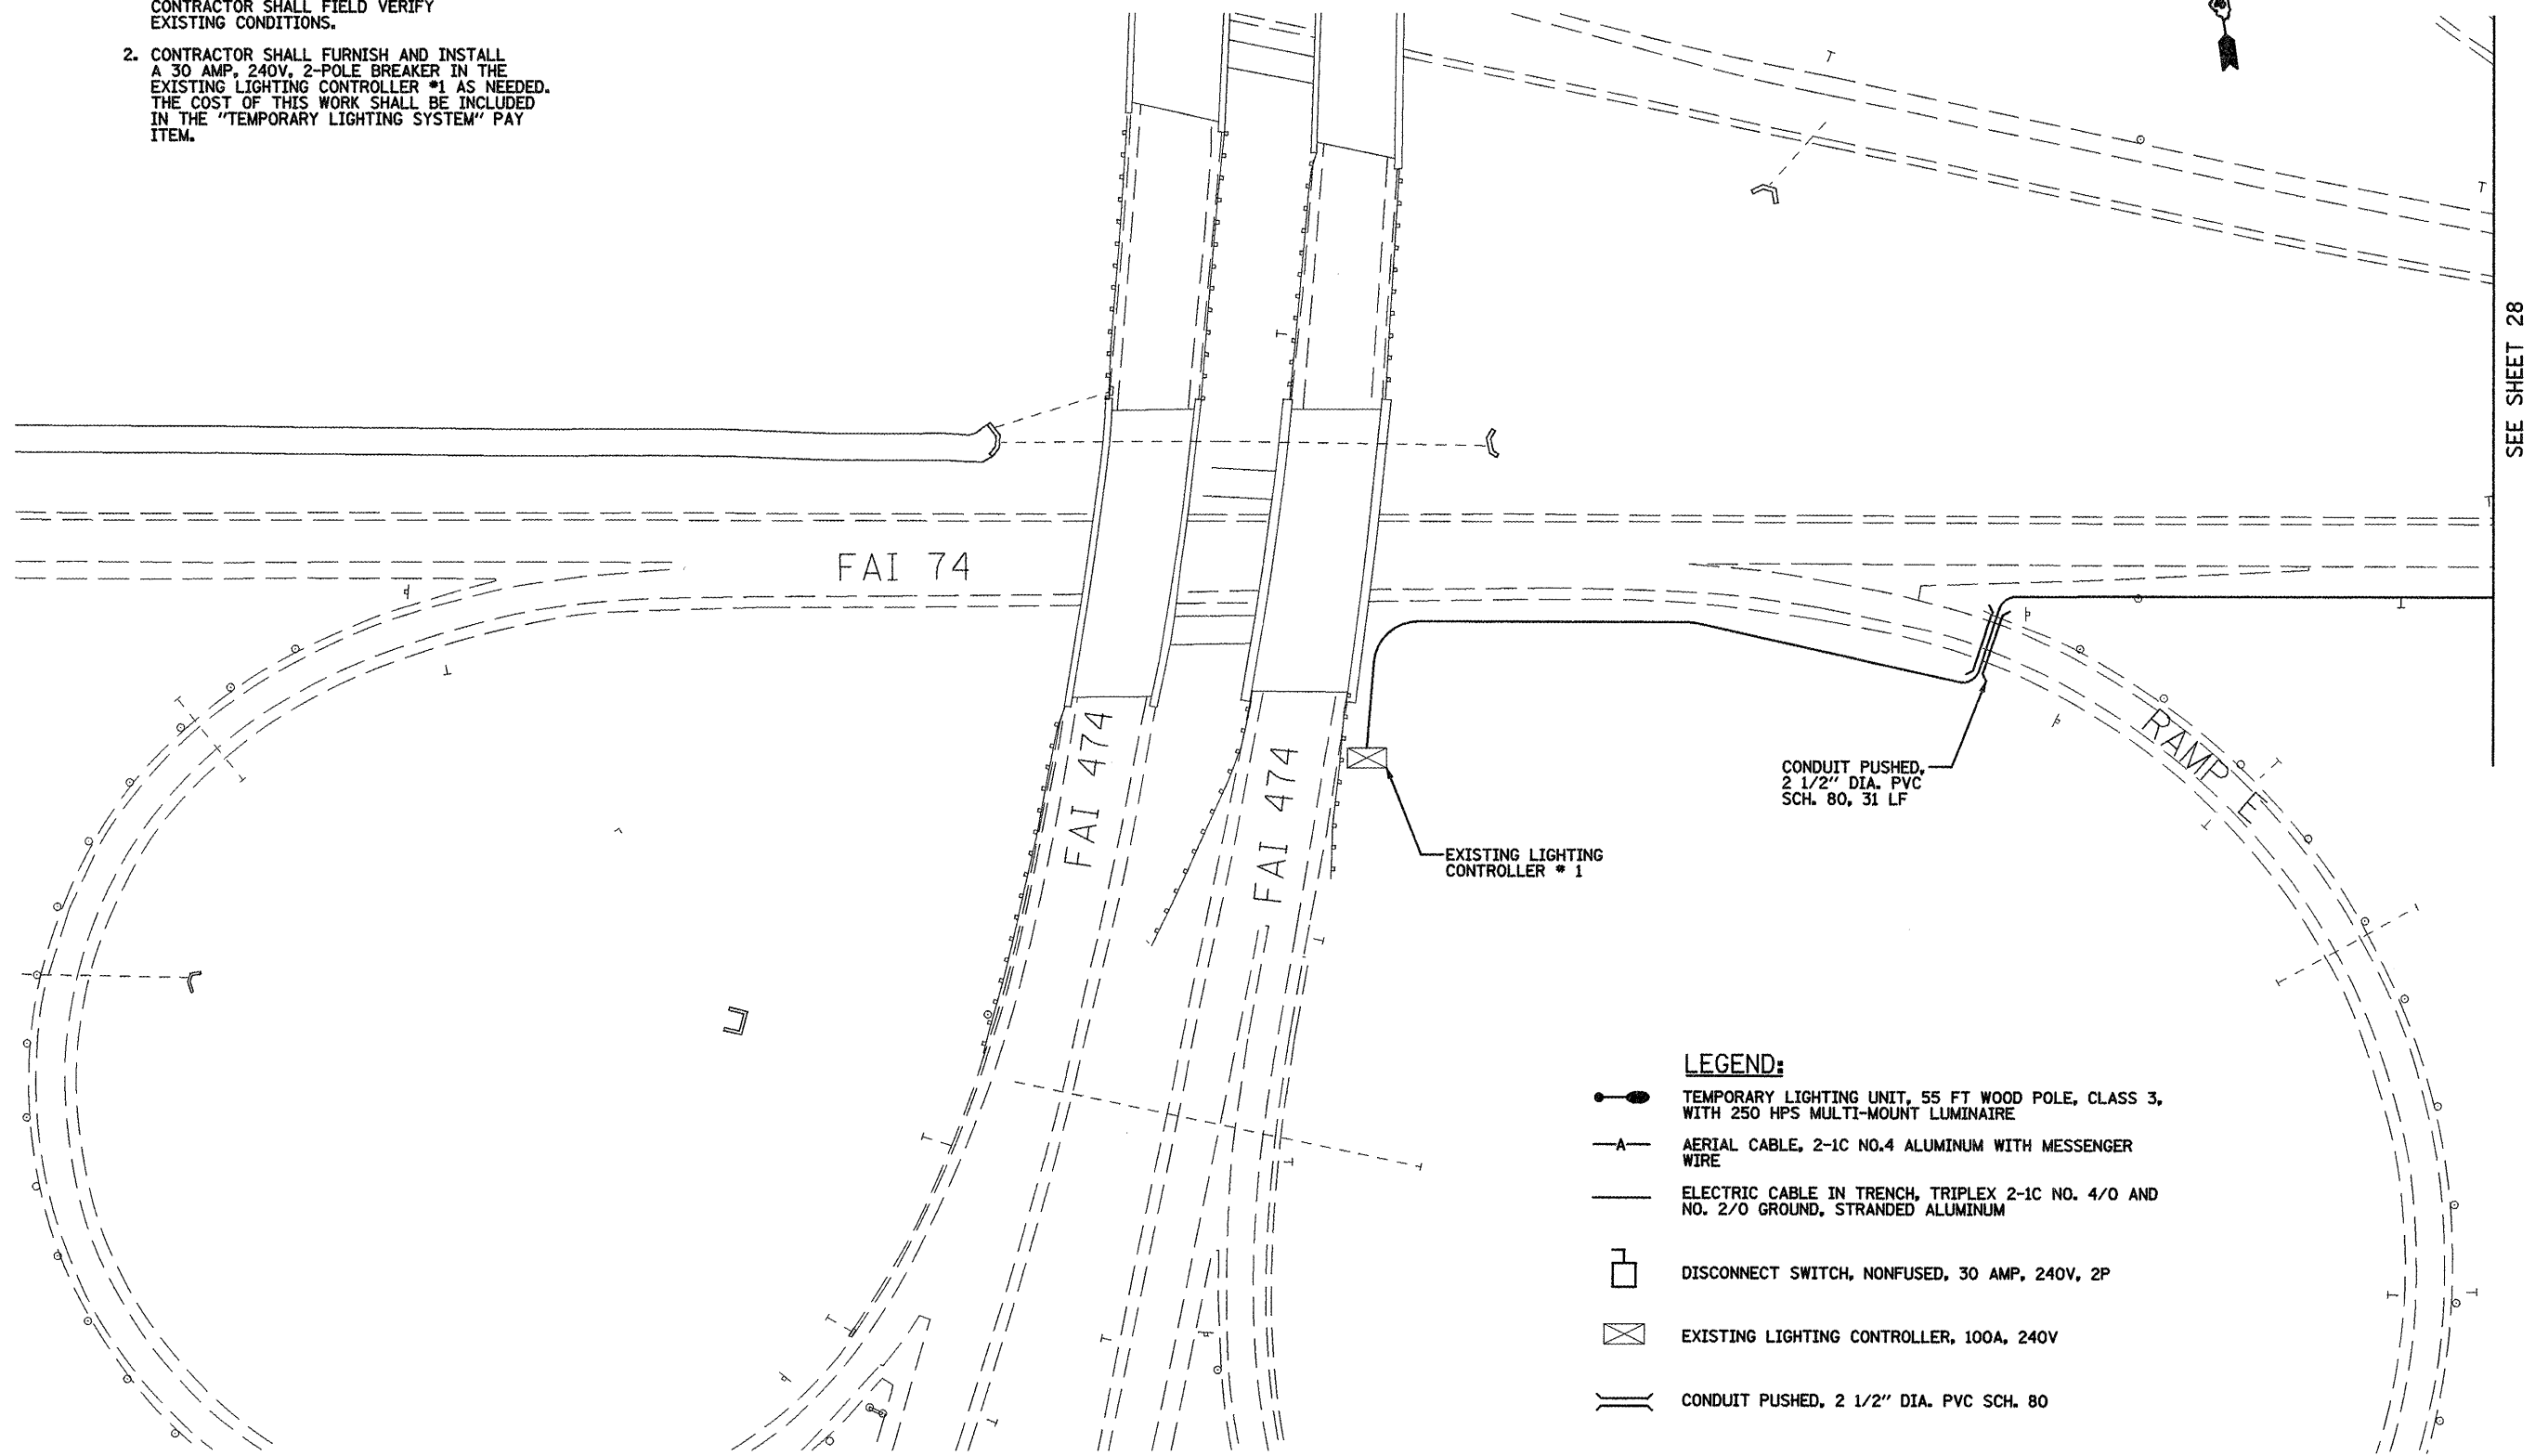 CONTRACTOR SHALL FIELD VERIFY
EXISTING CONDITIONS.
2. CONTRACTOR SHALL FURNISH AND INSTALL
A 30 AMP, 240V, 2-POLE BREAKER IN THE
EXISTING LIGHTING CONTROLLER #1 AS NEEDED.
THE COST OF THIS WORK SHALL BE INCLUDED
IN THE "TEMPORARY LIGHTING SYSTEM" PAY
ITEM.
SEE SHEET 28
FAI 74
FAI 474
FAI 474
RAMP E
CONDUIT PUSHED,
2 1/2" DIA. PVC
SCH. 80, 31 LF
EXISTING LIGHTING
CONTROLLER # 1
LEGEND:
TEMPORARY LIGHTING UNIT, 55 FT WOOD POLE, CLASS 3,
WITH 250 HPS MULTI-MOUNT LUMINAIRE
A
AERIAL CABLE, 2-1C NO.4 ALUMINUM WITH MESSENGER
WIRE
ELECTRIC CABLE IN TRENCH, TRIPLEX 2-1C NO. 4/0 AND
NO. 2/0 GROUND, STRANDED ALUMINUM
DISCONNECT SWITCH, NONFUSED, 30 AMP, 240V, 2P
EXISTING LIGHTING CONTROLLER, 100A, 240V
CONDUIT PUSHED, 2 1/2" DIA. PVC SCH. 80